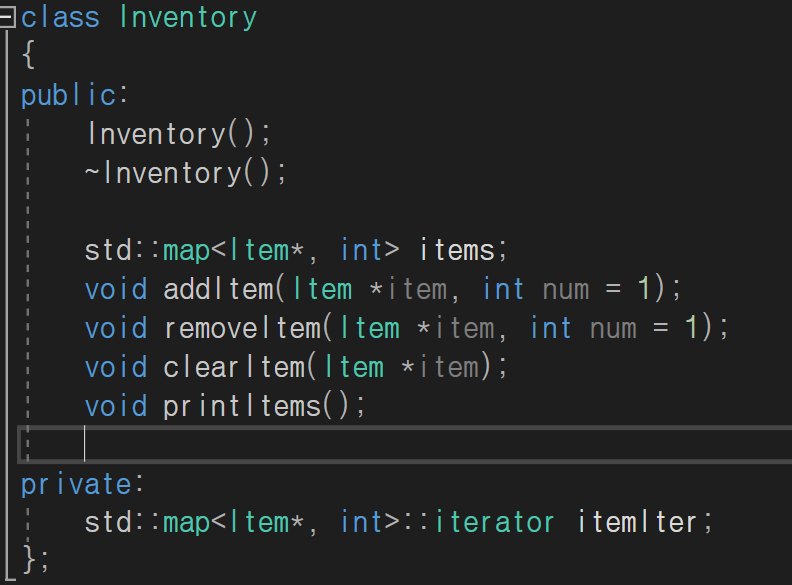 class Inventory
{
public:
Inventory();
~Inventory();
std::map<Item*, int> items;
void addItem(Item *item, int num = 1);
void removeItem(Item *item, int num = 1);
void clearItem(Item *item);
void printItems();
private:
std::map<Item*, int>::iterator itemIter;
};